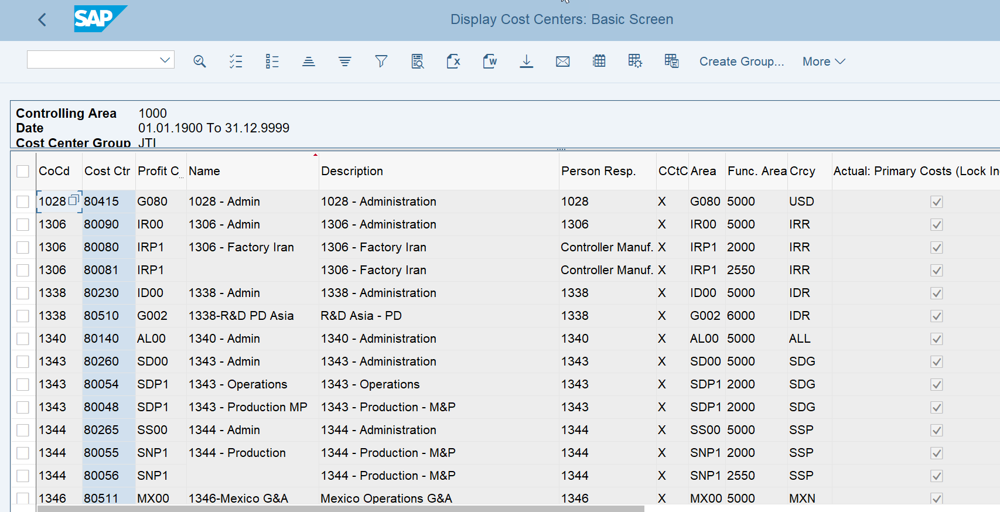 SAP
Display Cost Centers: Basic Screen
Create Group... More
Controlling Area 1000
Date 01.01.1900 To 31.12.9999
Cost Center Group JTI
CoCd Cost Ctr Profit C... Name Description Person Resp. CCtC Area Func. Area Crcy Actual: Primary Costs (Lock In
1028 80415 G080 1028 - Admin 1028 - Administration 1028 X G080 5000 USD
1306 80090 IR00 1306 - Admin 1306 - Administration 1306 X IR00 5000 IRR
1306 80080 IRP1 1306 - Factory Iran 1306 - Factory Iran Controller Manuf. X IRP1 2000 IRR
1306 80081 IRP1 1306 - Factory Iran Controller Manuf. X IRP1 2550 IRR
1338 80230 ID00 1338 - Admin 1338 - Administration 1338 X ID00 5000 IDR
1338 80510 G002 1338-R&D PD Asia R&D Asia - PD 1338 X G002 6000 IDR
1340 80140 AL00 1340 - Admin 1340 - Administration 1340 X AL00 5000 ALL
1343 80260 SD00 1343 - Admin 1343 - Administration 1343 X SD00 5000 SDG
1343 80054 SDP1 1343 - Operations 1343 - Operations 1343 X SDP1 2000 SDG
1343 80048 SDP1 1343 - Production MP 1343 - Production - M&P 1343 X SDP1 2000 SDG
1344 80265 SS00 1344 - Admin 1344 - Administration 1344 X SS00 5000 SSP
1344 80055 SNP1 1344 - Production 1344 - Production - M&P 1344 X SNP1 2000 SSP
1344 80056 SNP1 1344 - Production - M&P 1344 X SNP1 2550 SSP
1346 80511 MX00 1346-Mexico G&A Mexico Operations G&A 1346 X MX00 5000 MXN